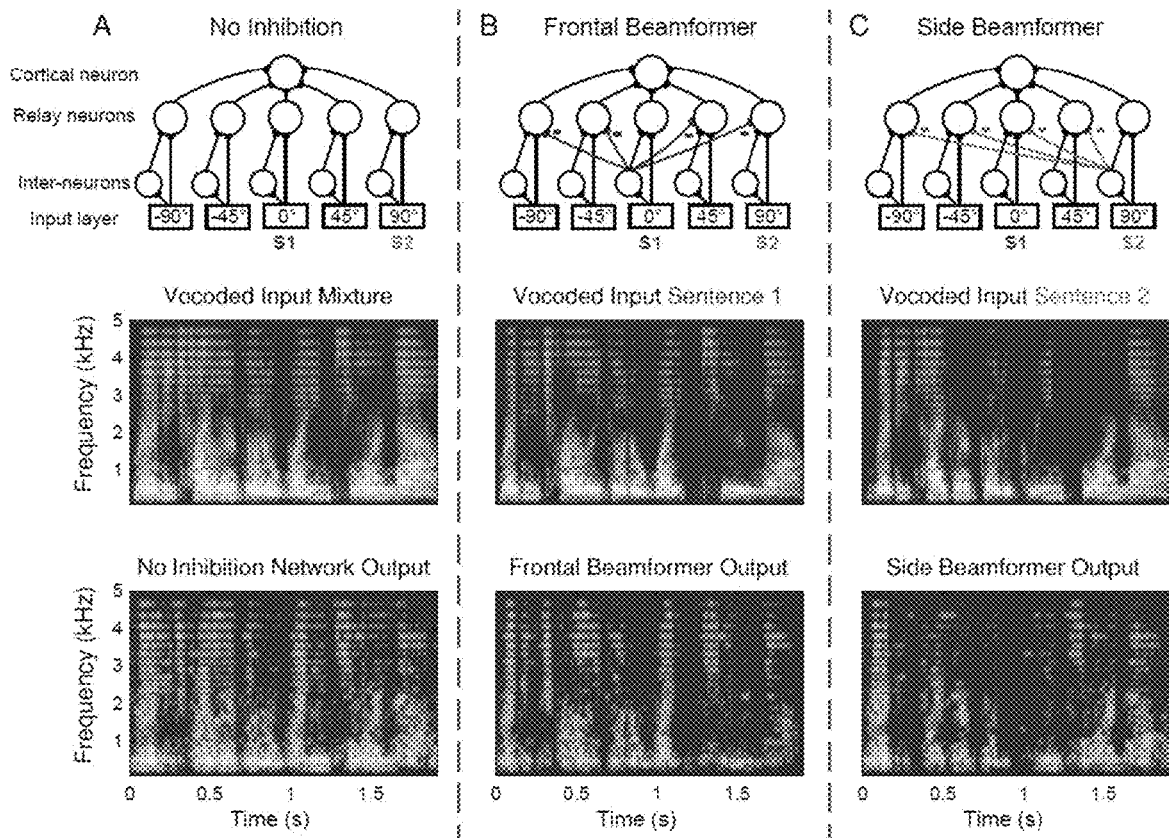 A No Inhibition
B Frontal Beamformer
C Side Beamformer
Cortical neuron
Relay neurons
Inter-neurons
Input layer
-90° -45° 0° 45° 90°
S1 S2
-90° -45° 0° 45° 90°
S1 S2
-90° -45° 0° 45° 90°
S1 S2
Vocoded Input Mixture
Vocoded Input Sentence 1
Vocoded Input Sentence 2
Frequency (kHz)
5
4
3
2
1
No Inhibition Network Output
Frontal Beamformer Output
Side Beamformer Output
Frequency (kHz)
5
4
3
2
1
0 0.5 1 1.5
0 0.5 1 1.5
0 0.5 1 1.5
Time (s)
Time (s)
Time (s)